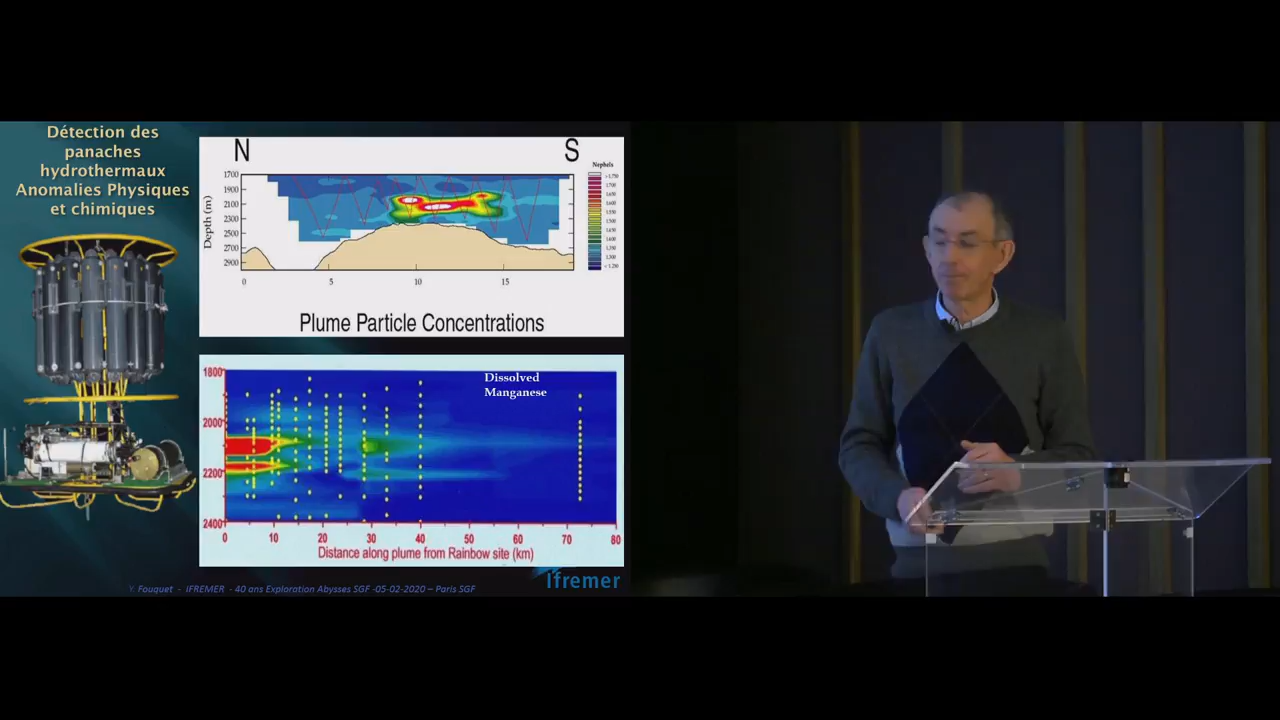 Détection des
panaches
hydrothermaux
Anomalies Physiques
et chimiques
N
S
Nephels
Depth (m)
1700
1900
2100
2300
2500
2700
2900
0
5
10
15
Plume Particle Concentrations
Dissolved
Manganese
1800
2000
2200
2400
0
10
20
30
40
50
60
70
80
Distance along plume from Rainbow site (km)
Ifremer
Y. Fouquet - IFREMER - 40 ans Exploration Abysses SGF -05-02-2020 – Paris SGF